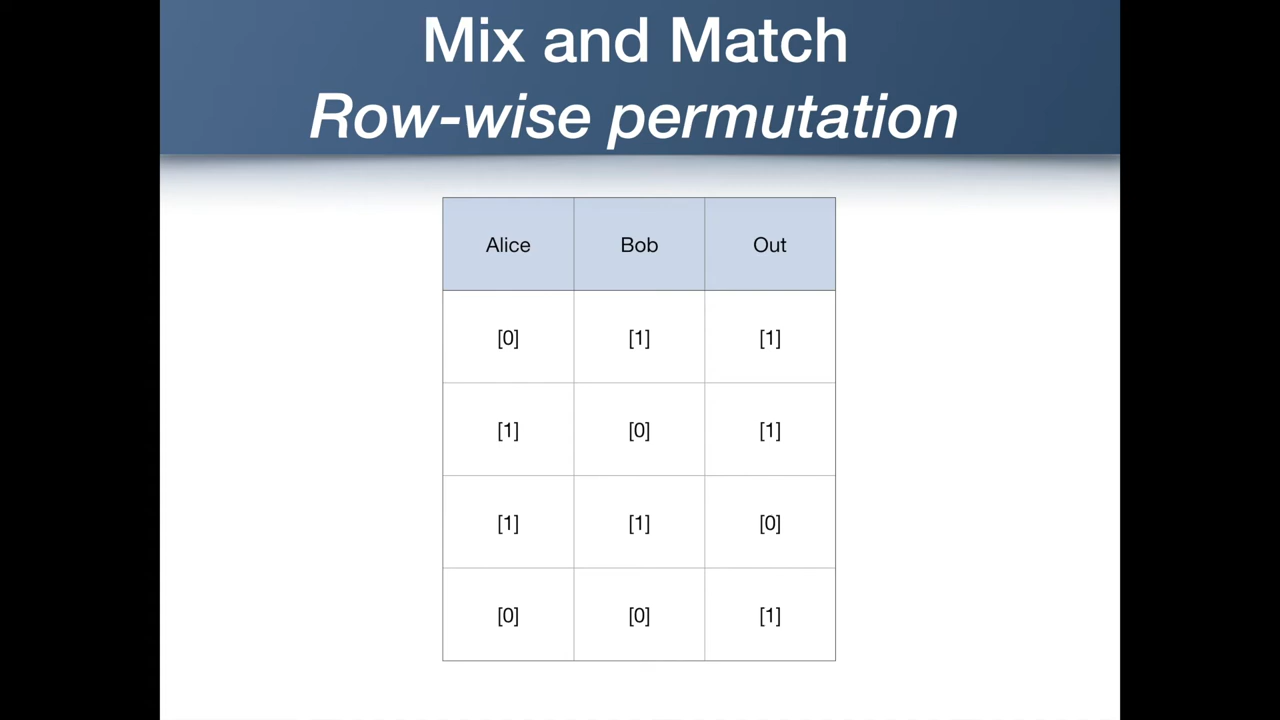 Mix and Match
Row-wise permutation
Alice Bob Out
[0] [1] [1]
[1] [0] [1]
[1] [1] [0]
[0] [0] [1]